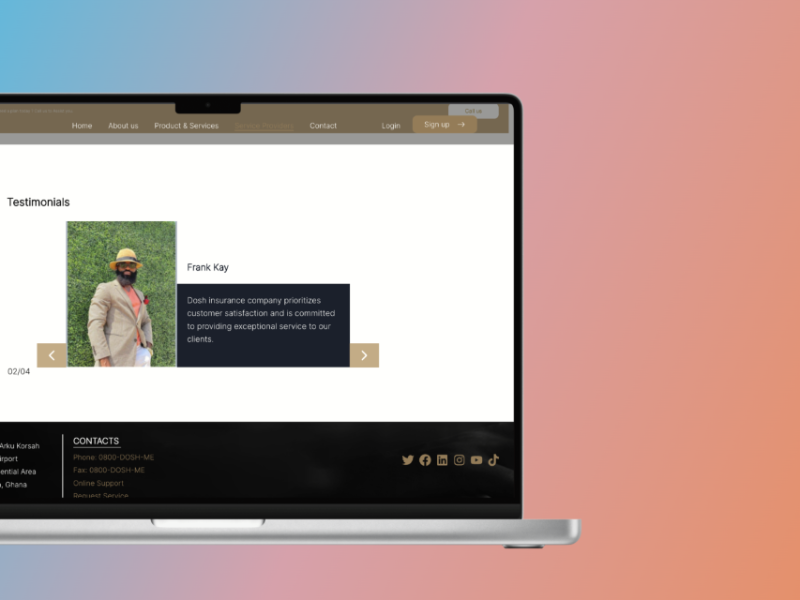 Call us
Home About us Product & Services Contact Login Sign up →
Testimonials
Frank Kay
Dosh insurance company prioritizes
customer satisfaction and is committed
to providing exceptional service to our
clients.
02/04
Arku Korsah
irport
ential Area
, Ghana
CONTACTS
Phone: 0800-DOSH-ME
Fax: 0800-DOSH-ME
Online Support
Request Service